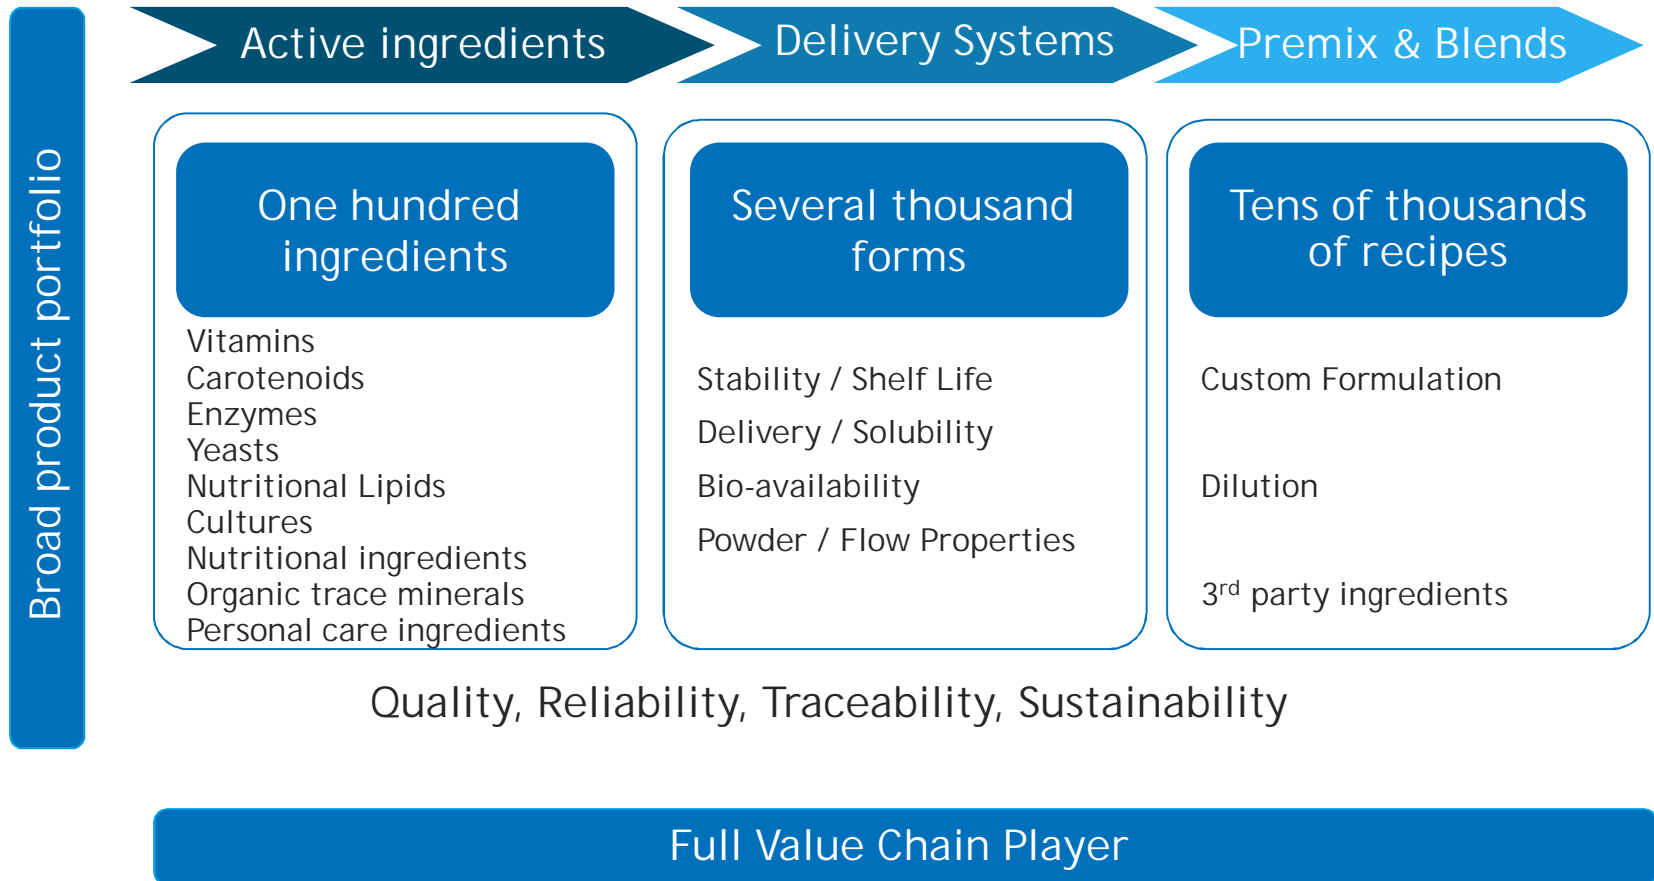 Broad product portfolio
Active ingredients
Delivery Systems
Premix & Blends
One hundred
ingredients
Vitamins
Carotenoids
Enzymes
Yeasts
Nutritional Lipids
Cultures
Nutritional ingredients
Organic trace minerals
Personal care ingredients
Several thousand
forms
Stability / Shelf Life
Delivery / Solubility
Bio-availability
Powder / Flow Properties
Tens of thousands
of recipes
Custom Formulation
Dilution
3rd party ingredients
Quality, Reliability, Traceability, Sustainability
Full Value Chain Player